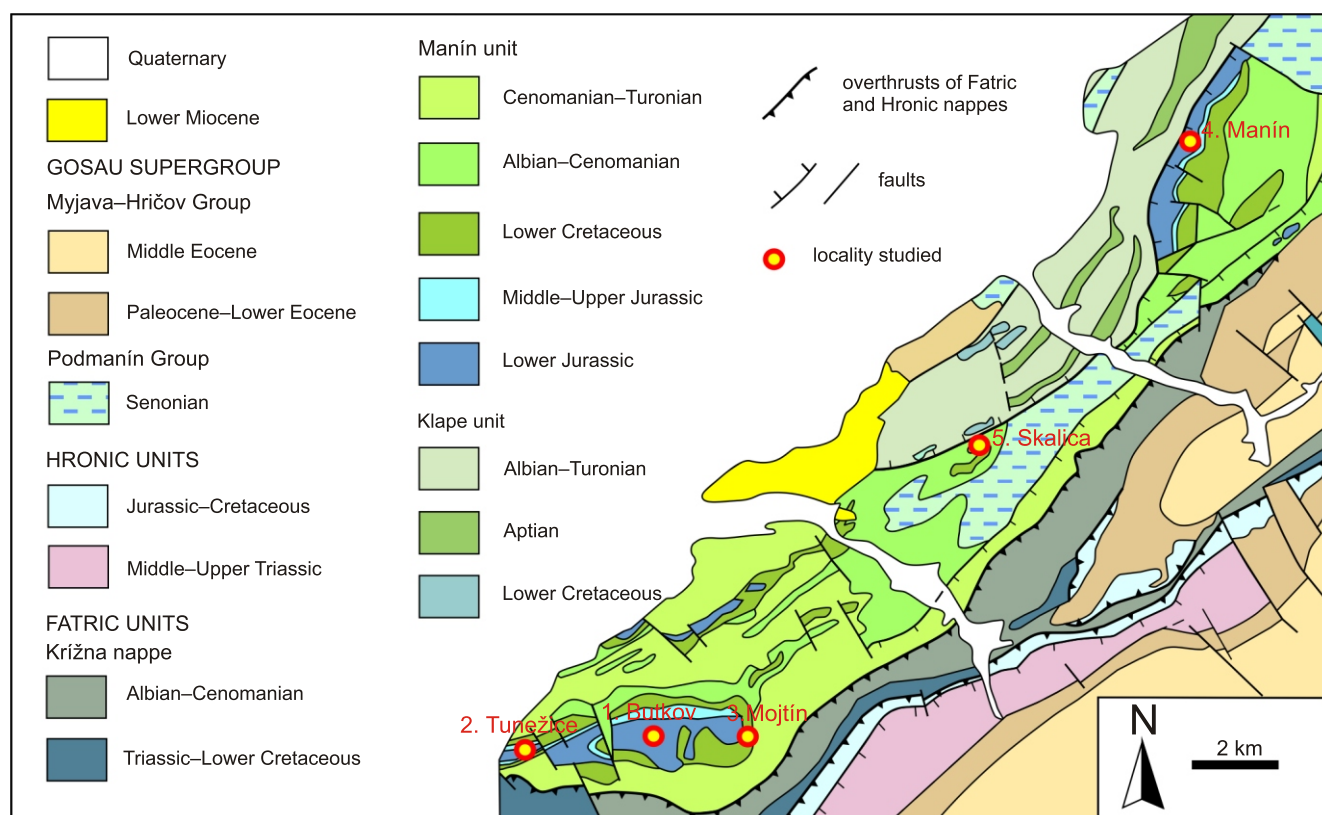 Quaternary
Lower Miocene
GOSAU SUPERGROUP
Myjava–Hričov Group
Middle Eocene
Paleocene–Lower Eocene
Podmanín Group
Senonian
HRONIC UNITS
Jurassic–Cretaceous
Middle–Upper Triassic
FATRIC UNITS
Krížna nappe
Albian–Cenomanian
Triassic–Lower Cretaceous
Manín unit
Cenomanian–Turonian
Albian–Cenomanian
Lower Cretaceous
Middle–Upper Jurassic
Lower Jurassic
Klape unit
Albian–Turonian
Aptian
Lower Cretaceous
overthrusts of Fatric
and Hronic nappes
faults
locality studied
4. Manín
5. Skalica
1. Butkov
2. Tunežice
3.Mojtín
N
2 km